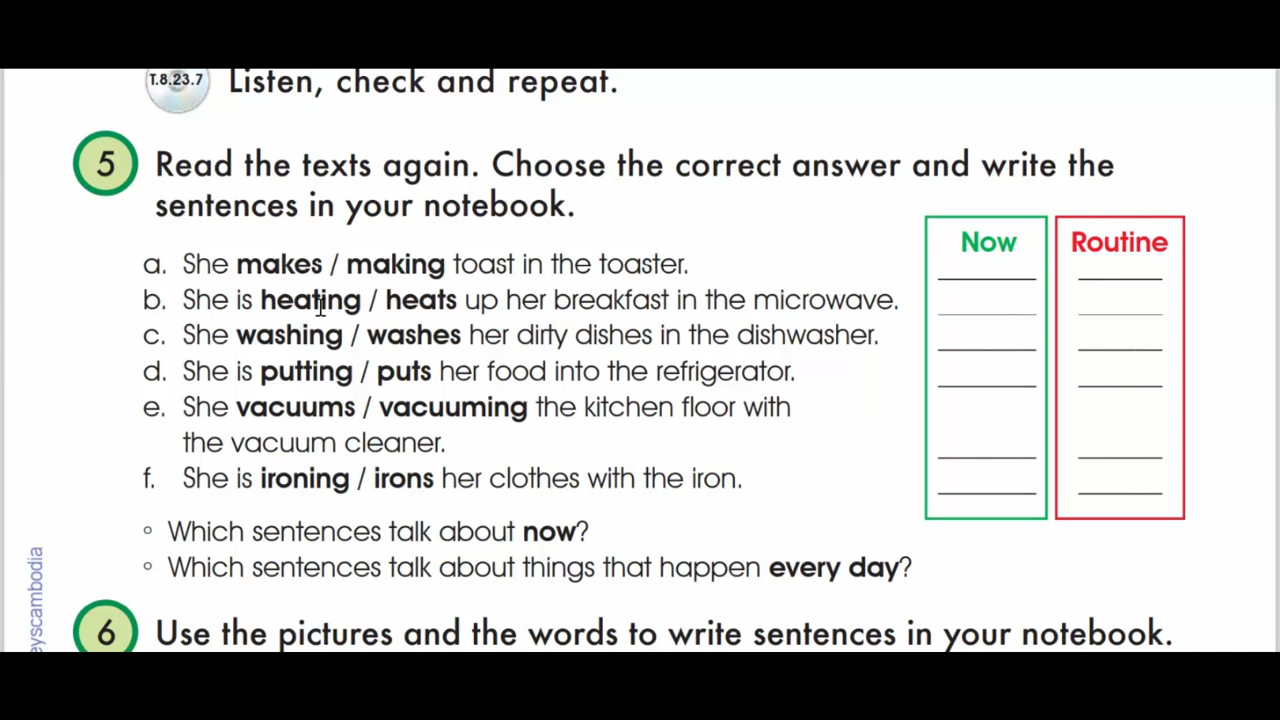 T.8.23.7 Listen, check and repeat.
5 Read the texts again. Choose the correct answer and write the
sentences in your notebook.
Now Routine
a. She makes / making toast in the toaster.
b. She is heating / heats up her breakfast in the microwave.
c. She washing / washes her dirty dishes in the dishwasher.
d. She is putting / puts her food into the refrigerator.
e. She vacuums / vacuuming the kitchen floor with
the vacuum cleaner.
f. She is ironing / irons her clothes with the iron.
Which sentences talk about now?
Which sentences talk about things that happen every day?
eyscambodia
6 Use the pictures and the words to write sentences in your notebook.